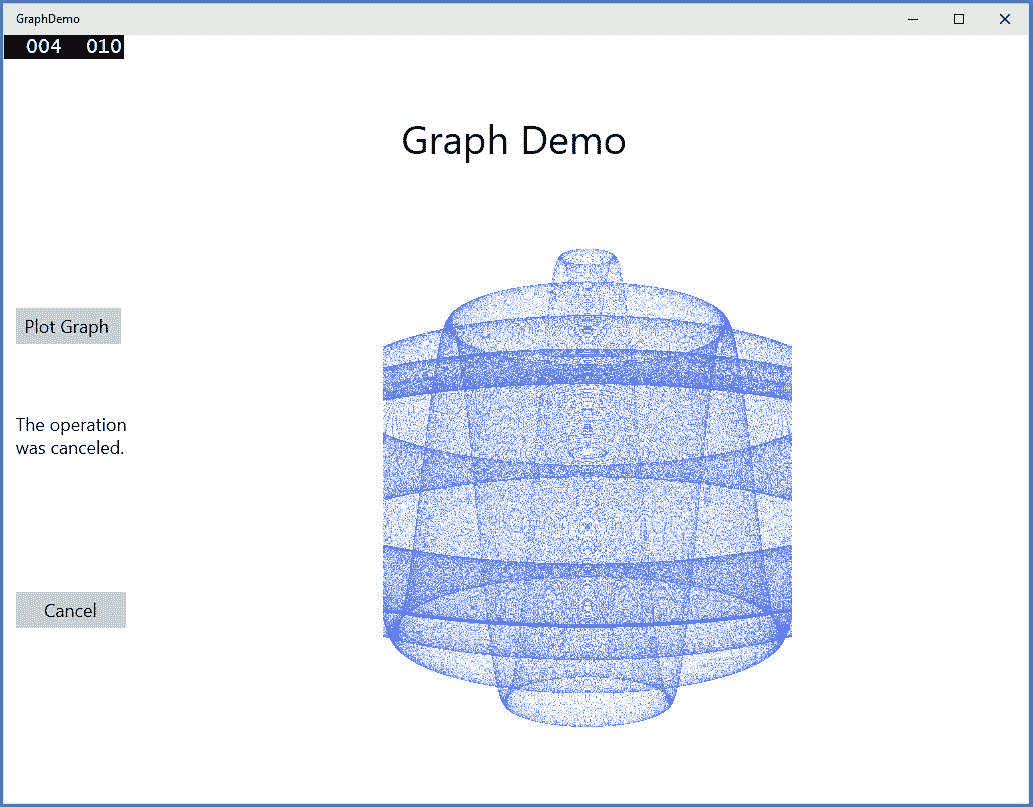 GraphDemo
004 010
Graph Demo
Plot Graph
The operation
was canceled.
Cancel